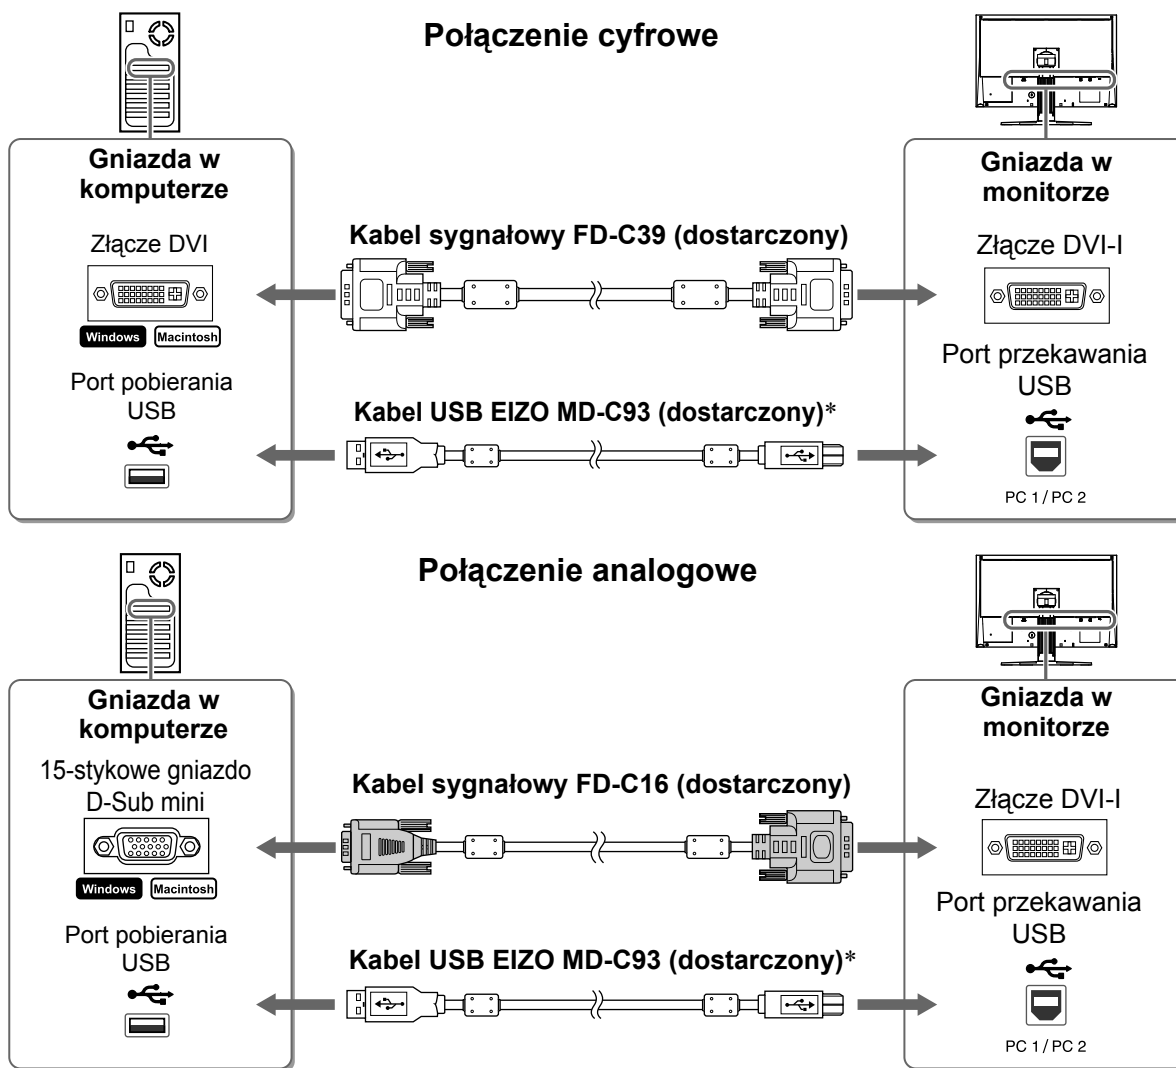 Połączenie cyfrowe
Gniazda w
komputerze
Złącze DVI
Windows Macintosh
Port pobierania
USB
Kabel sygnałowy FD-C39 (dostarczony)
Kabel USB EIZO MD-C93 (dostarczony)*
Gniazda w
monitorze
Złącze DVI-I
Port przekawania
USB
PC 1 / PC 2
Połączenie analogowe
Gniazda w
komputerze
15-stykowe gniazdo
D-Sub mini
Windows Macintosh
Port pobierania
USB
Kabel sygnałowy FD-C16 (dostarczony)
Kabel USB EIZO MD-C93 (dostarczony)*
Gniazda w
monitorze
Złącze DVI-I
Port przekawania
USB
PC 1 / PC 2